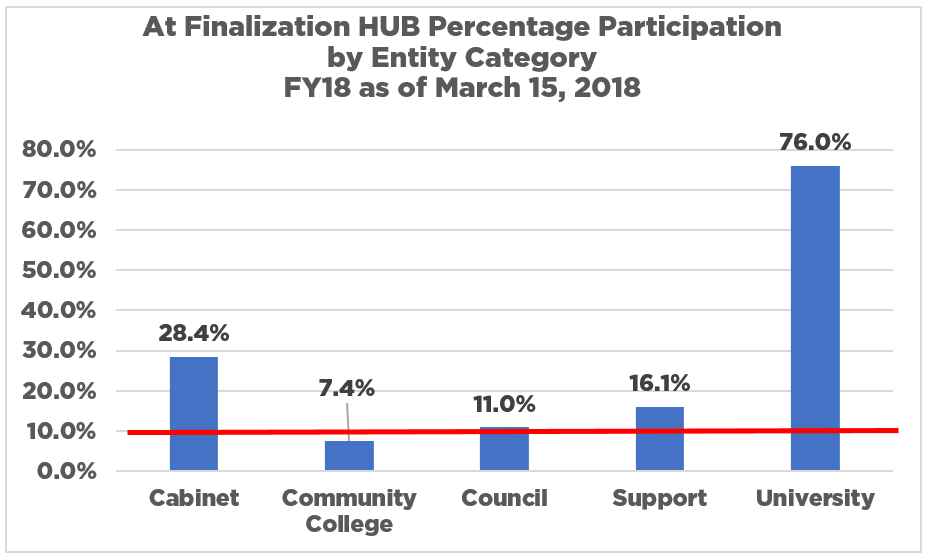 At Finalization HUB Percentage Participation
by Entity Category
FY18 as of March 15, 2018
80.0%
70.0%
60.0%
50.0%
40.0%
30.0%
20.0%
10.0%
0.0%
28.4%
7.4%
11.0%
16.1%
76.0%
Cabinet
Community
College
Council
Support
University